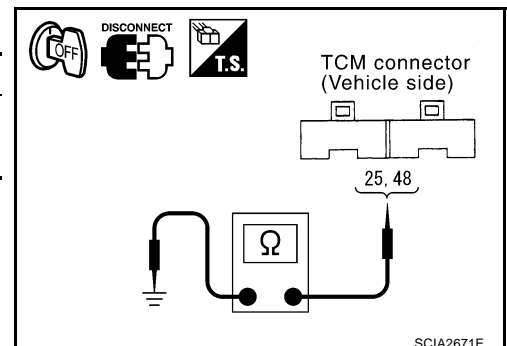 OFF
DISCONNECT
T.S.
TCM connector
(Vehicle side)
25, 48
Ω
SCIA2671E